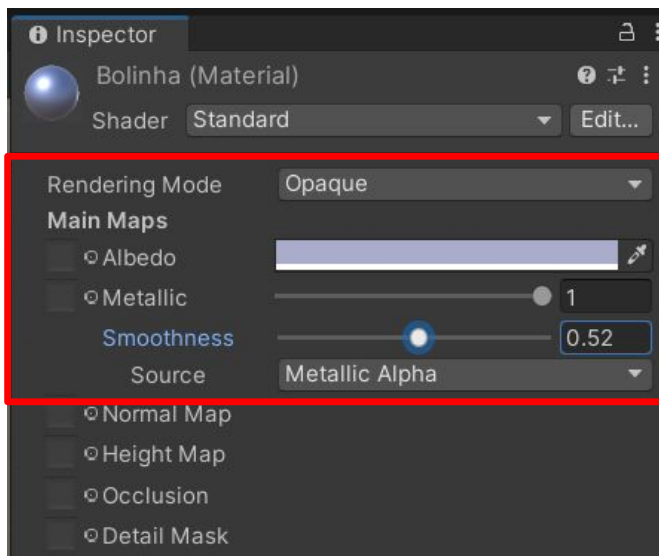 Inspector
Bolinha (Material)
Shader Standard Edit...
Rendering Mode Opaque
Main Maps
Albedo
Metallic 1
Smoothness 0.52
Source Metallic Alpha
Normal Map
Height Map
Occlusion
Detail Mask